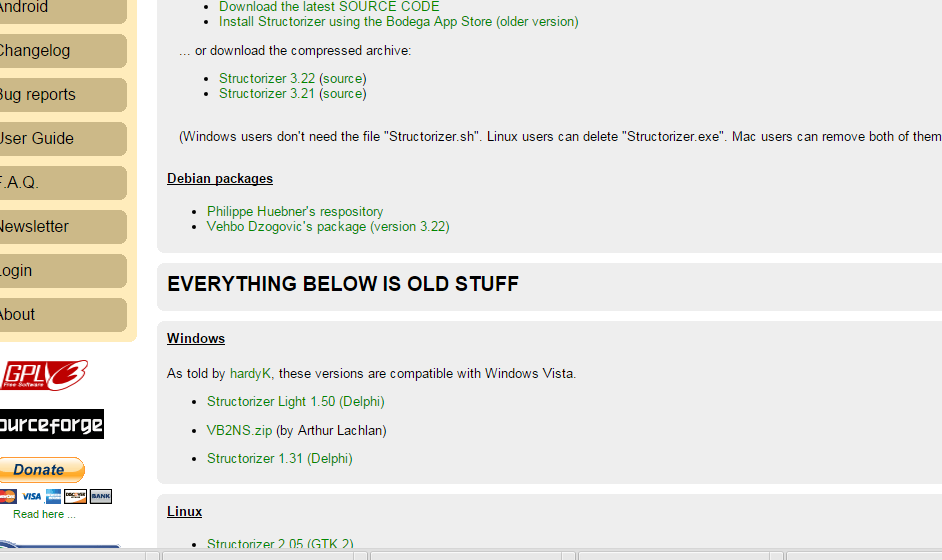 Android
Changelog
Bug reports
User Guide
F.A.Q.
Newsletter
Login
About
GPL 3
Free Software
ourceforge
Donate
VISA
BANK
Read here ...
Download the latest SOURCE CODE
Install Structorizer using the Bodega App Store (older version)
... or download the compressed archive:
Structorizer 3.22 (source)
Structorizer 3.21 (source)
(Windows users don't need the file "Structorizer.sh". Linux users can delete "Structorizer.exe". Mac users can remove both of them
Debian packages
Philippe Huebner's respository
Vehbo Dzogovic's package (version 3.22)
EVERYTHING BELOW IS OLD STUFF
Windows
As told by hardyK, these versions are compatible with Windows Vista.
Structorizer Light 1.50 (Delphi)
VB2NS.zip (by Arthur Lachlan)
Structorizer 1.31 (Delphi)
Linux
Structorizer 2.05 (GTK 2)